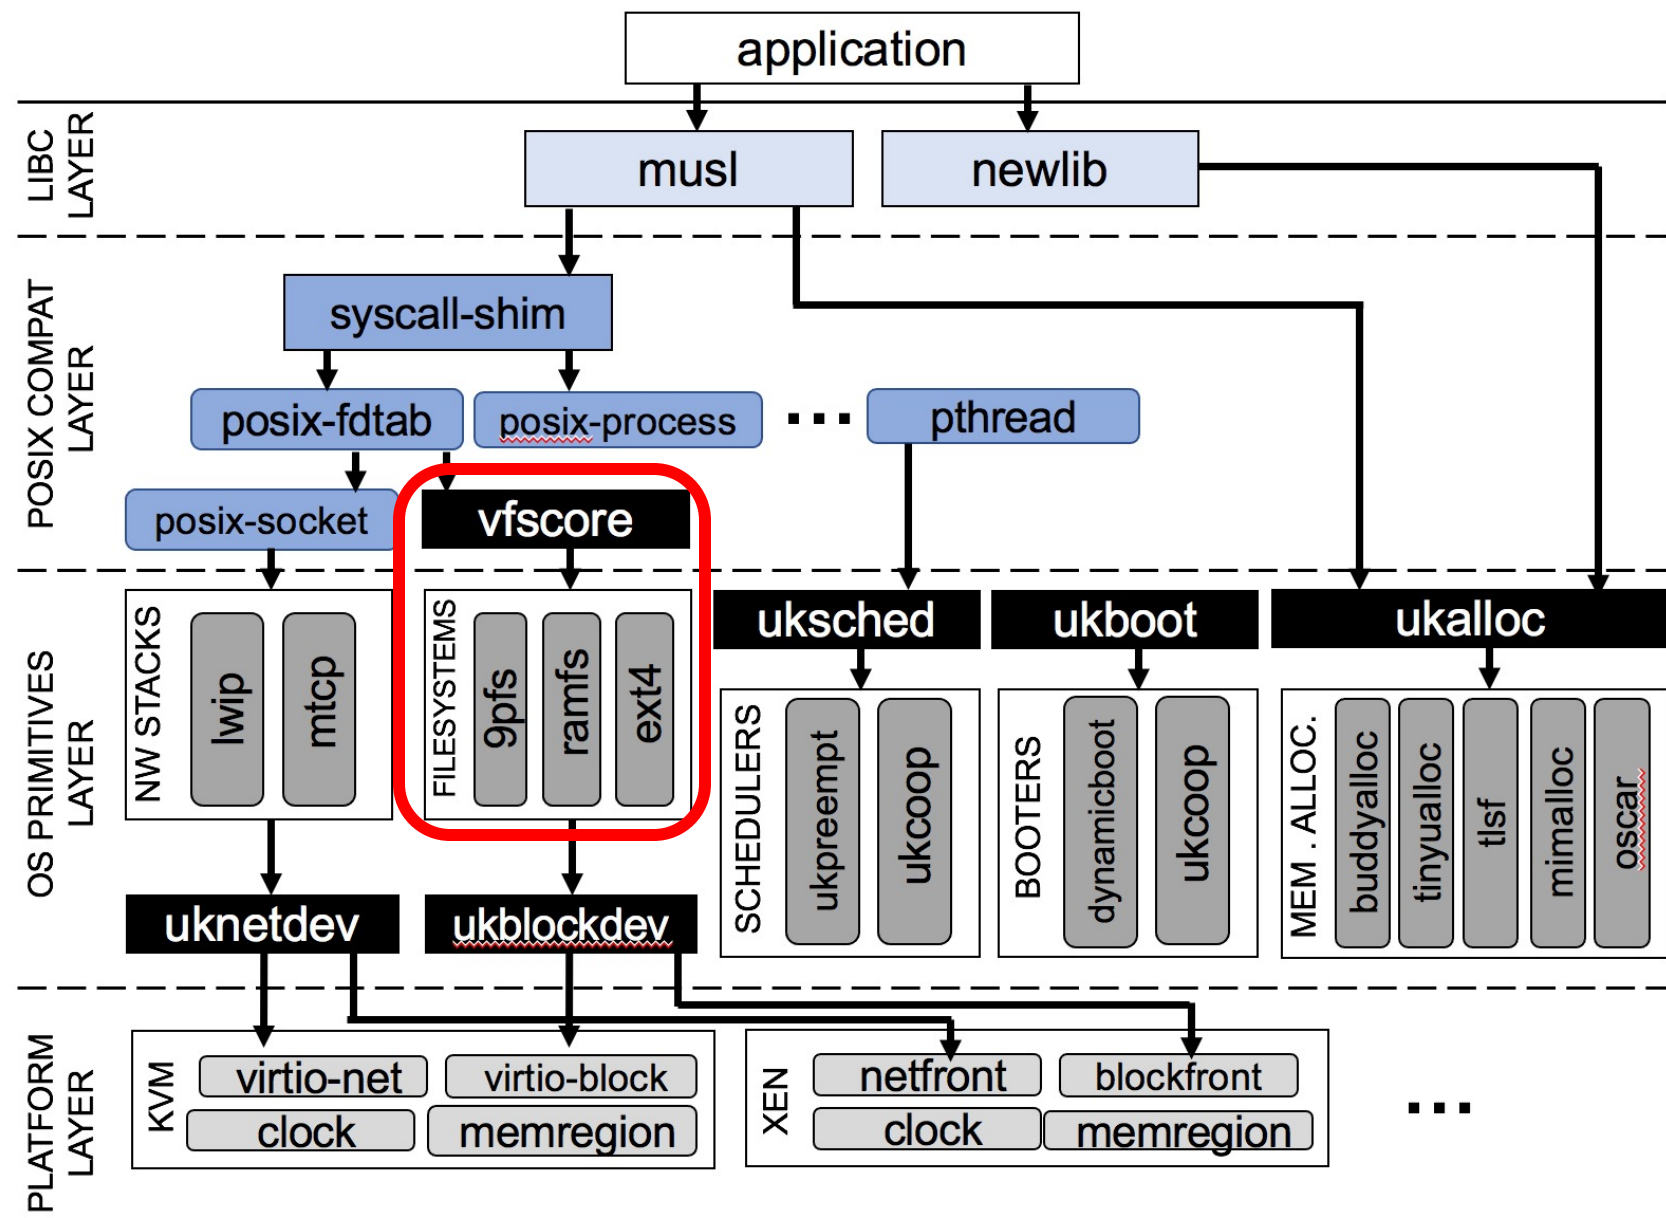 application
LIBC
LAYER
musl
newlib
POSIX COMPAT
LAYER
syscall-shim
posix-fdtab
posix-process
...
pthread
posix-socket
vfscore
OS PRIMITIVES
LAYER
NW STACKS
lwip
mtcp
FILESYSTEMS
9pfs
ramfs
ext4
uksched
SCHEDULERS
ukpreempt
ukcoop
ukboot
BOOTERS
dynamicboot
ukcoop
ukalloc
MEM . ALLOC.
buddyalloc
tinyualloc
tlsf
mimalloc
oscar
uknetdev
ukblockdev
PLATFORM
LAYER
KVM
virtio-net
virtio-block
clock
memregion
XEN
netfront
blockfront
clock
memregion
...